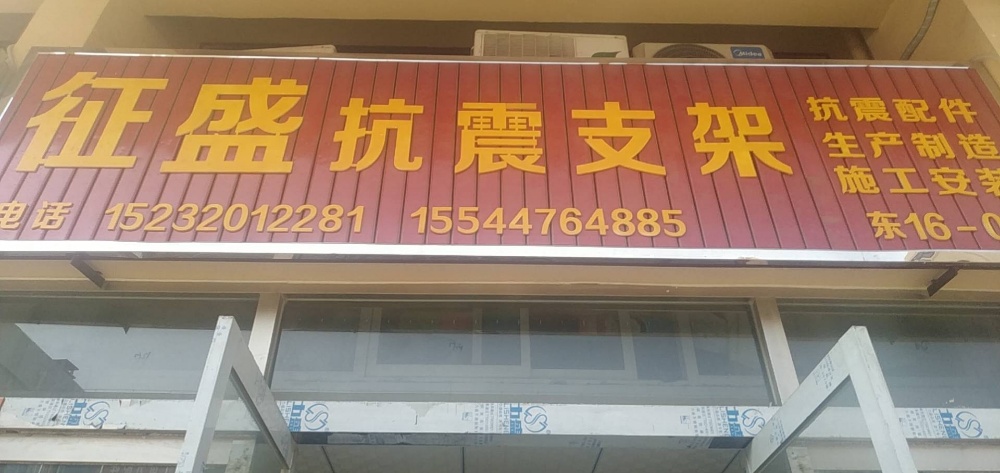 征盛抗震支架
抗震配件
生产制造
施工安装
电话 15232012281 15544764885
东16-0
Midea